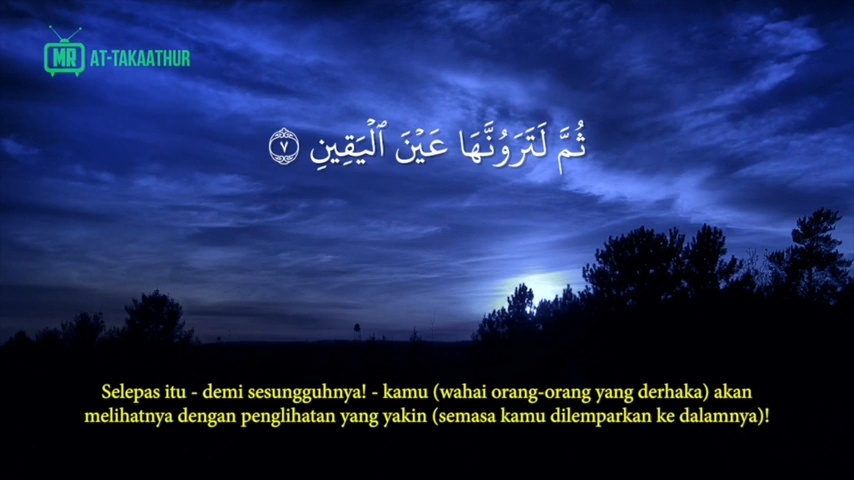 MR AT-TAKAATHUR
ثُمَّ لَتَرَوُنَّهَا عَيْنَ ٱلْيَقِينِ ٧
Selepas itu - demi sesungguhnya! - kamu (wahai orang-orang yang derhaka) akan
melihatnya dengan penglihatan yang yakin (semasa kamu dilemparkan ke dalamnya)!